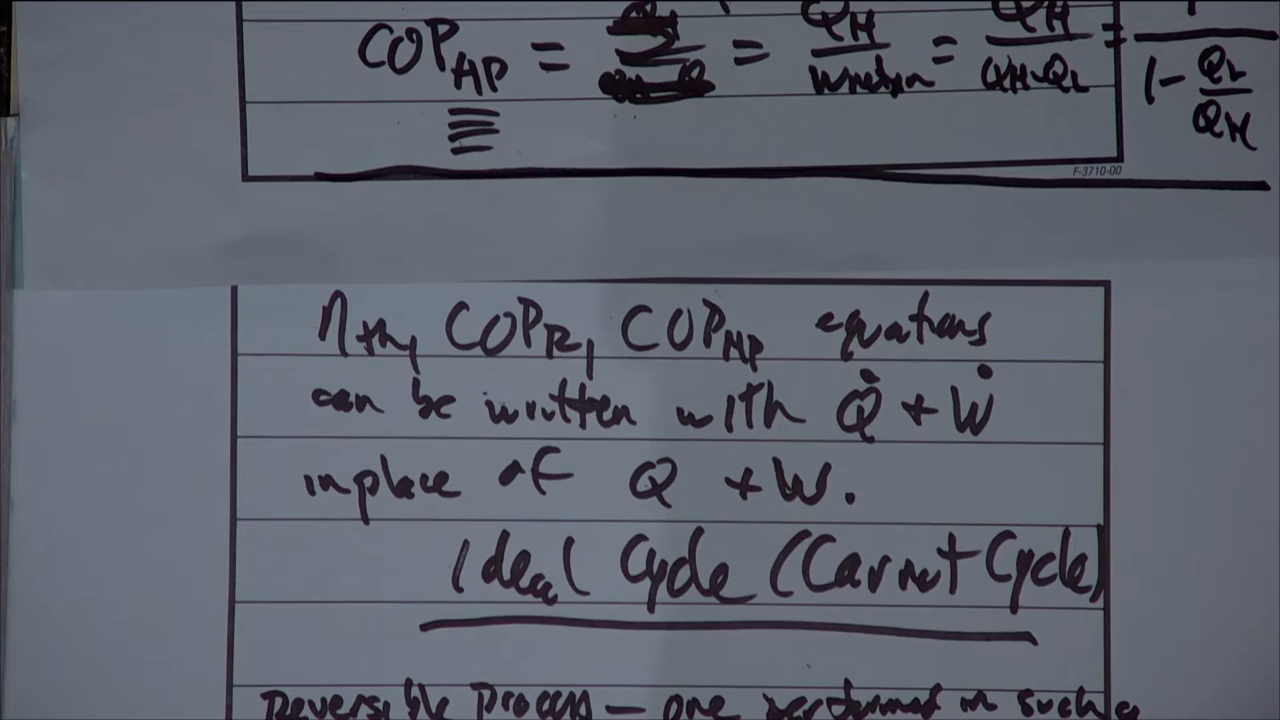 COP_HP = = Q_H / W_net,in = Q_H / Q_H - Q_L = 1 / 1 - Q_L / Q_H
F-3710-00
η_th, COP_R, COP_HP equations
can be written with Q̇ + Ẇ
in place of Q + W.
Ideal Cycle (Carnot Cycle)
Reversible Process — one performed in such a